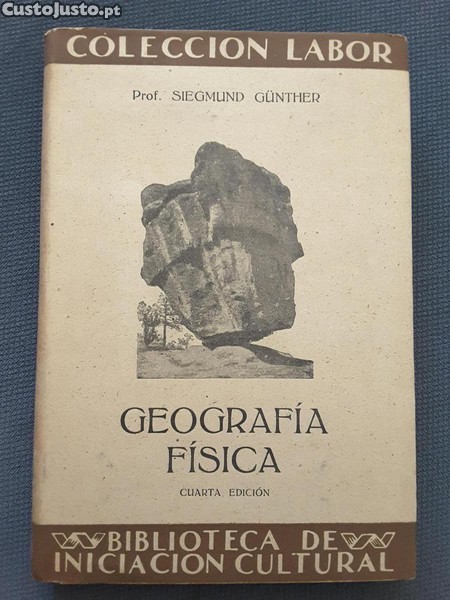 CustoJusto.pt
COLECCION LABOR
Prof. SIEGMUND GÜNTHER
GEOGRAFÍA
FÍSICA
CUARTA EDICIÓN
BIBLIOTECA DE
INICIACION CULTURAL